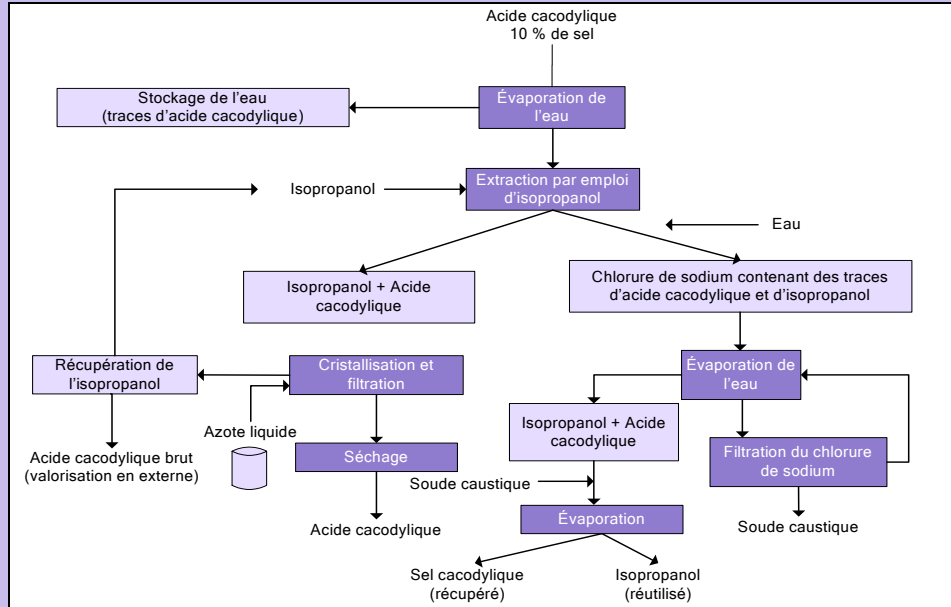 Acide cacodylique
10 % de sel
Stockage de l'eau
(traces d'acide cacodylique)
Évaporation de
l'eau
Isopropanol
Extraction par emploi
d'isopropanol
Eau
Isopropanol + Acide
cacodylique
Chlorure de sodium contenant des traces
d'acide cacodylique et d'isopropanol
Récupération de
l'isopropanol
Cristallisation et
filtration
Évaporation de
l'eau
Azote liquide
Isopropanol + Acide
cacodylique
Acide cacodylique brut
(valorisation en externe)
Séchage
Filtration du chlorure
de sodium
Soude caustique
Acide cacodylique
Évaporation
Soude caustique
Sel cacodylique
(récupéré)
Isopropanol
(réutilisé)